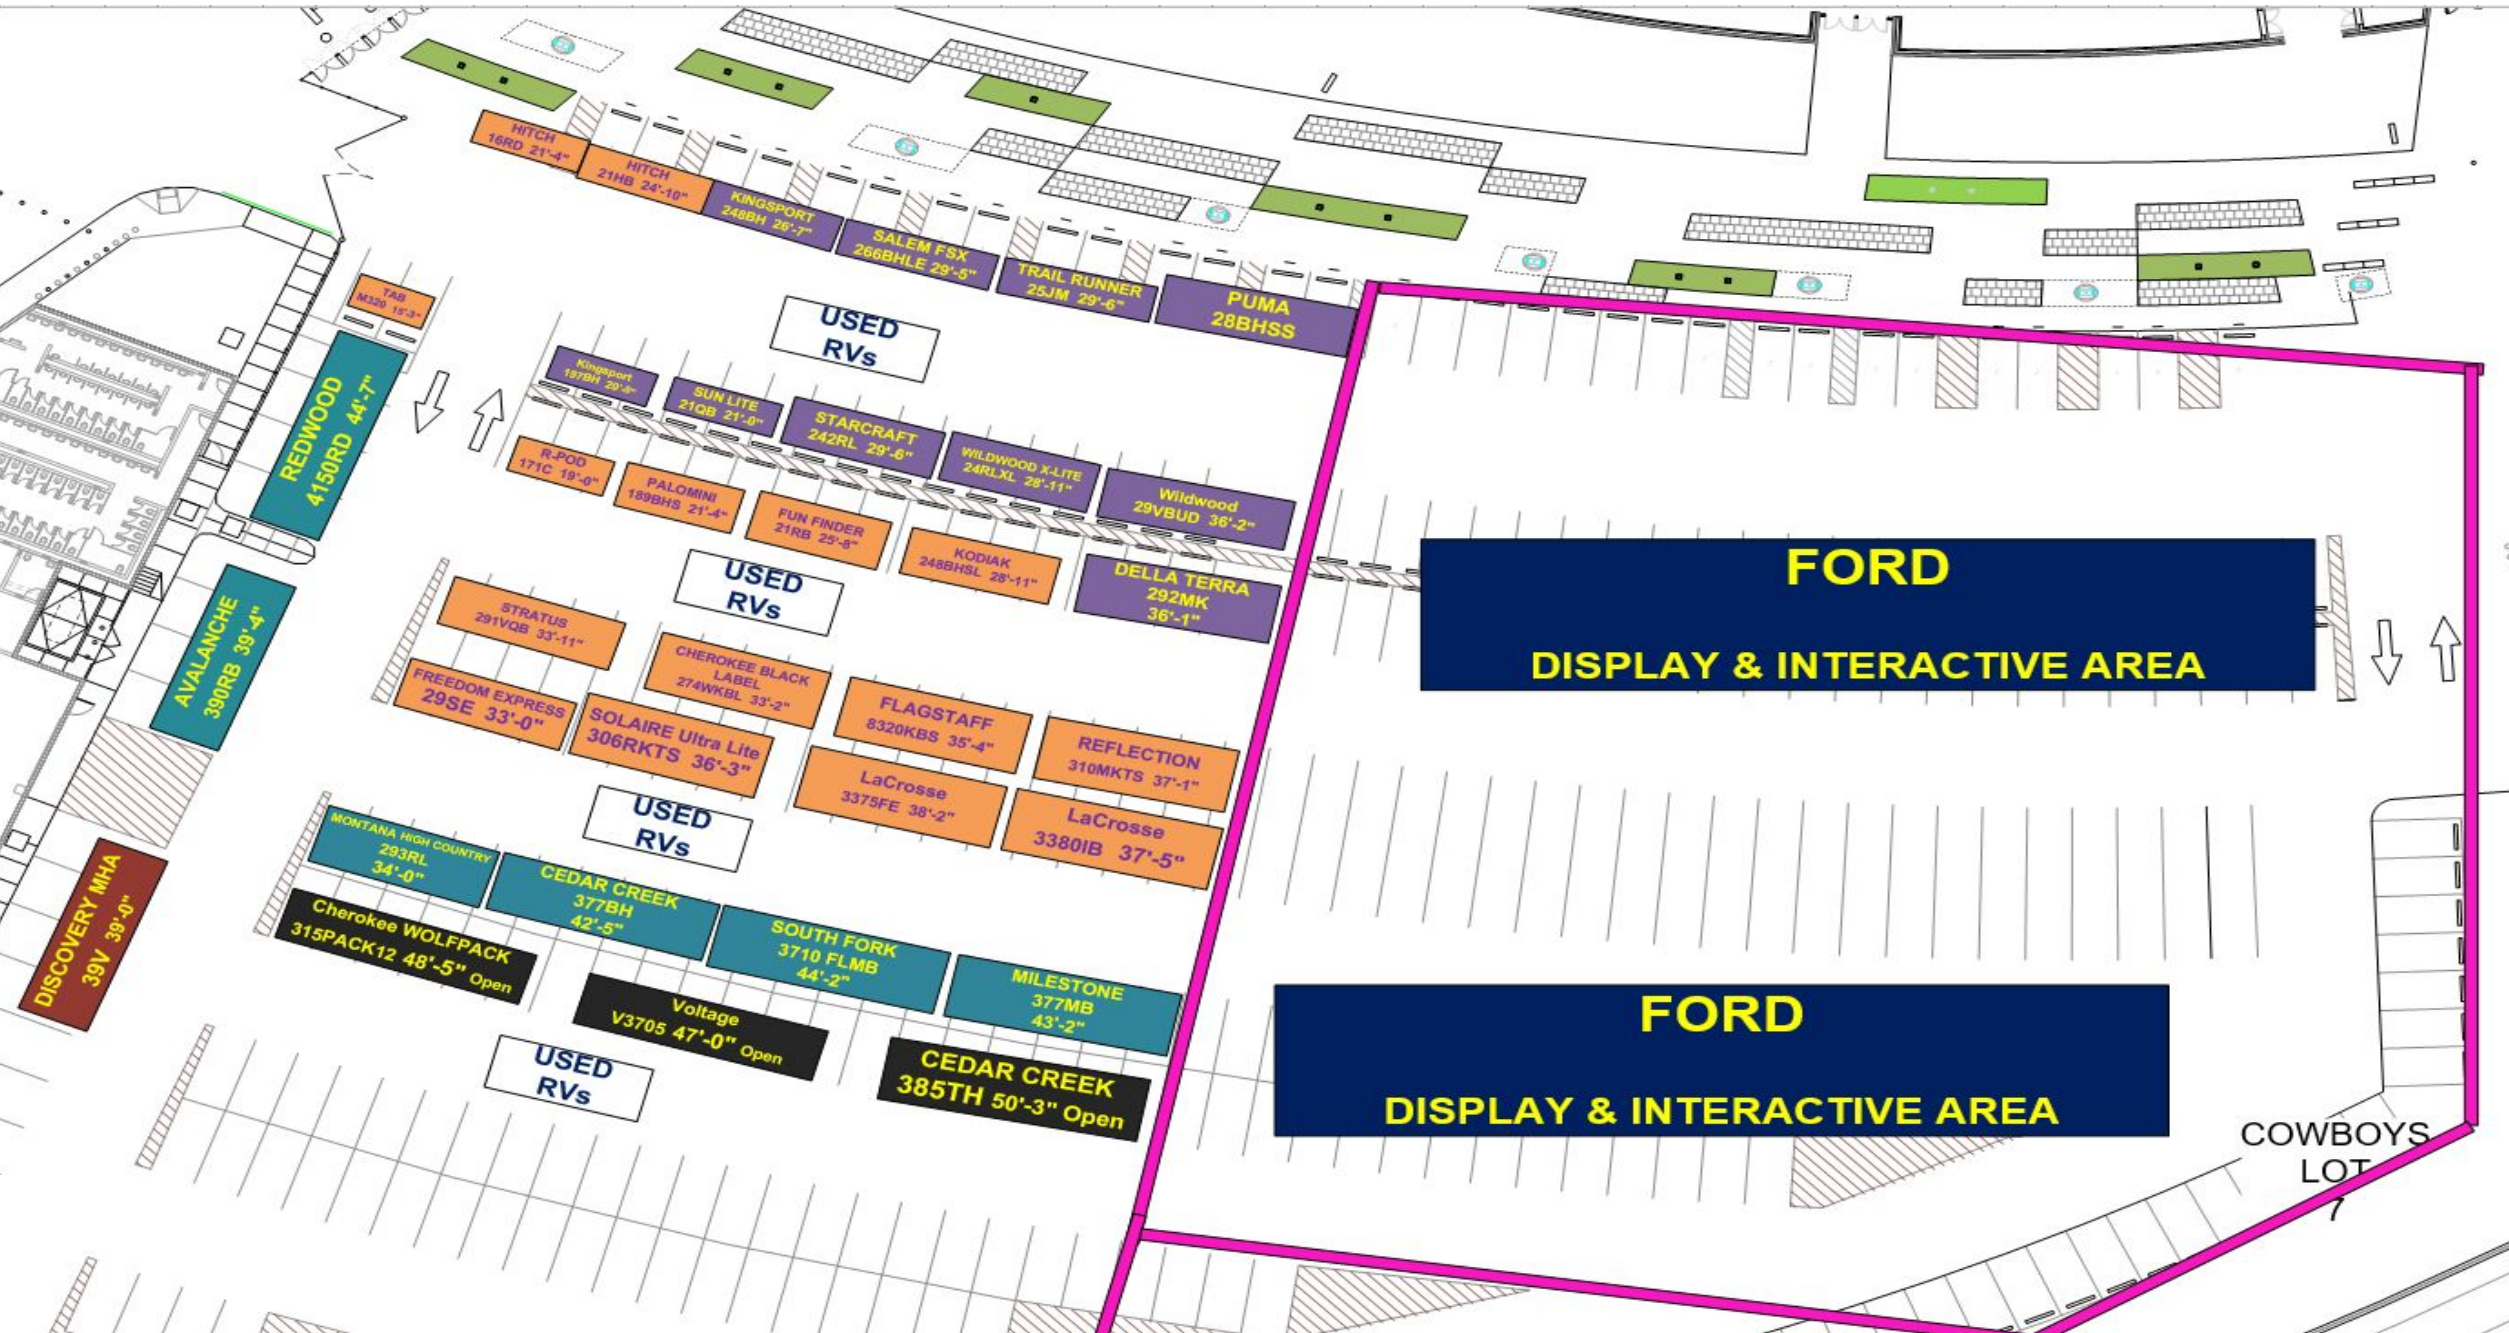 HITCH
16RD 21'-4"
HITCH
21HB 24'-10"
KINGSPORT
248BH 26'-7"
SALEM FSX
266BHLE 29'-5"
TRAIL RUNNER
25JM 29'-6"
PUMA
28BHSS
TAB
M320 15'-3"
USED
RVs
REDWOOD
4150RD 44'-7"
Kingsport
197BH
SUN LITE
21QB 21'-0"
STARCRAFT
242RL 29'-6"
WILDWOOD X-LITE
24RLXL 28'-11"
Wildwood
29VBUD 36'-2"
R-POD
171C 19'-0"
PALOMINI
189BHS 21'-4"
FUN FINDER
21RB 25'-8"
KODIAK
248BHSL 28'-11"
DELLA TERRA
292MK
36'-1"
USED
RVs
FORD
DISPLAY & INTERACTIVE AREA
AVALANCHE
390RB 39'-4"
STRATUS
291VQB 33'-11"
CHEROKEE BLACK
LABEL
274WKBL 33'-2"
FLAGSTAFF
8320KBS 35'-4"
REFLECTION
310MKTS 37'-1"
FREEDOM EXPRESS
29SE 33'-0"
SOLAIRE Ultra Lite
306RKTS 36'-3"
LaCrosse
3375FE 38'-2"
LaCrosse
3380IB 37'-5"
USED
RVs
DISCOVERY MHA
39V 39'-0"
MONTANA HIGH COUNTRY
293RL
34'-0"
CEDAR CREEK
377BH
42'-5"
SOUTH FORK
3710 FLMB
44'-2"
MILESTONE
377MB
43'-2"
Cherokee WOLFPACK
315PACK12 48'-5" Open
Voltage
V3705 47'-0" Open
CEDAR CREEK
385TH 50'-3" Open
USED
RVs
FORD
DISPLAY & INTERACTIVE AREA
COWBOYS
LOT
7